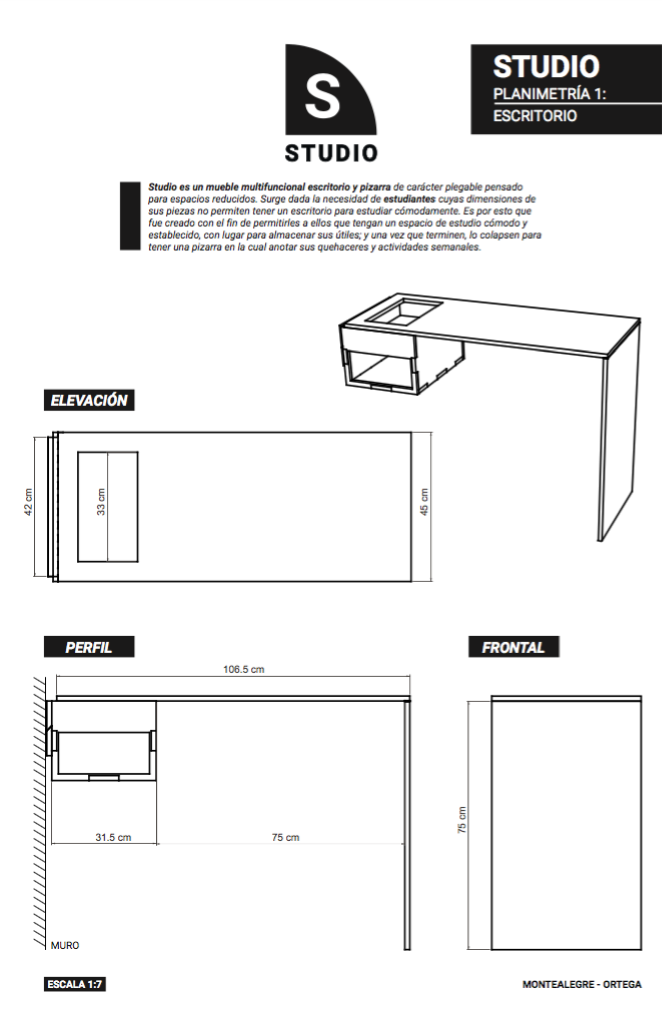 S
STUDIO
STUDIO
PLANIMETRÍA 1:
ESCRITORIO
Studio es un mueble multifuncional escritorio y pizarra de carácter plegable pensado
para espacios reducidos. Surge dada la necesidad de estudiantes cuyas dimensiones de
sus piezas no permiten tener un escritorio para estudiar cómodamente. Es por esto que
fue creado con el fin de permitirles a ellos que tengan un espacio de estudio cómodo y
establecido, con lugar para almacenar sus útiles; y una vez que terminen, lo colapsen para
tener una pizarra en la cual anotar sus quehaceres y actividades semanales.
ELEVACIÓN
42 cm
33 cm
45 cm
PERFIL
FRONTAL
106.5 cm
75 cm
31.5 cm
75 cm
MURO
ESCALA 1:7
MONTEALEGRE - ORTEGA